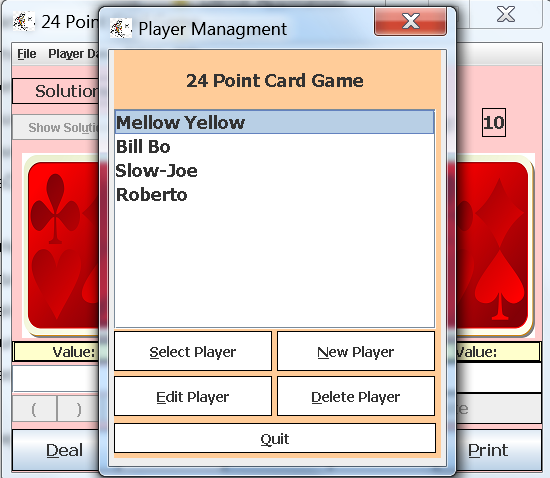 24 Poin
Player Managment
File Player Da
24 Point Card Game
Solution
10
Show Soluti
Mellow Yellow
Bill Bo
Slow-Joe
Roberto
Value:
Value:
Select Player
New Player
( )
Edit Player
Delete Player
e
Deal
Quit
Print